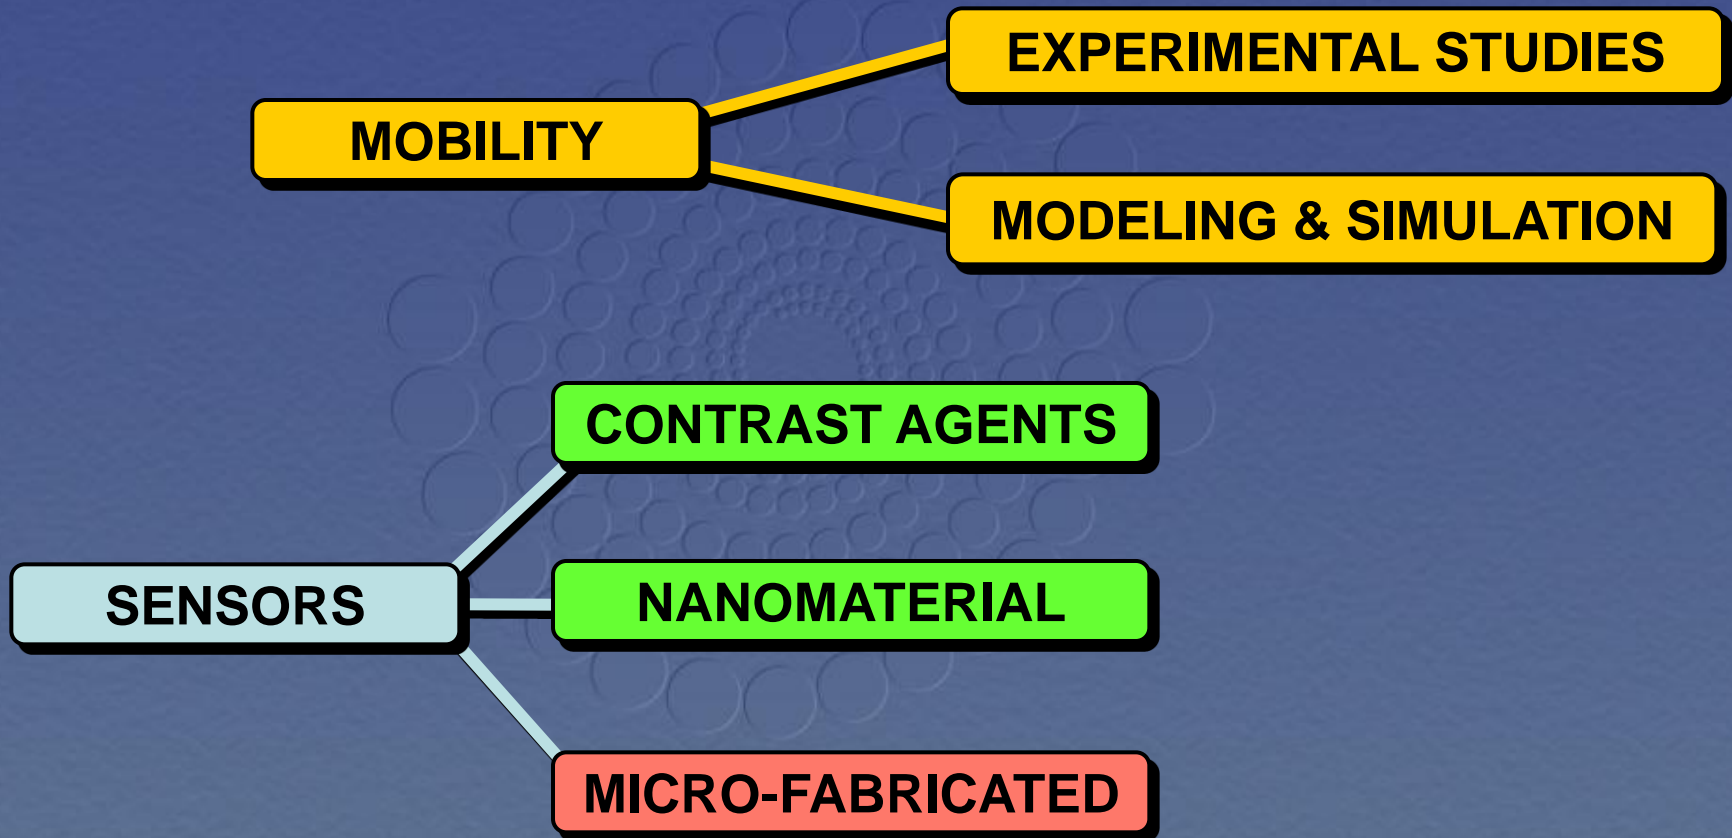 EXPERIMENTAL STUDIES
MOBILITY
MODELING & SIMULATION
CONTRAST AGENTS
SENSORS
NANOMATERIAL
MICRO-FABRICATED